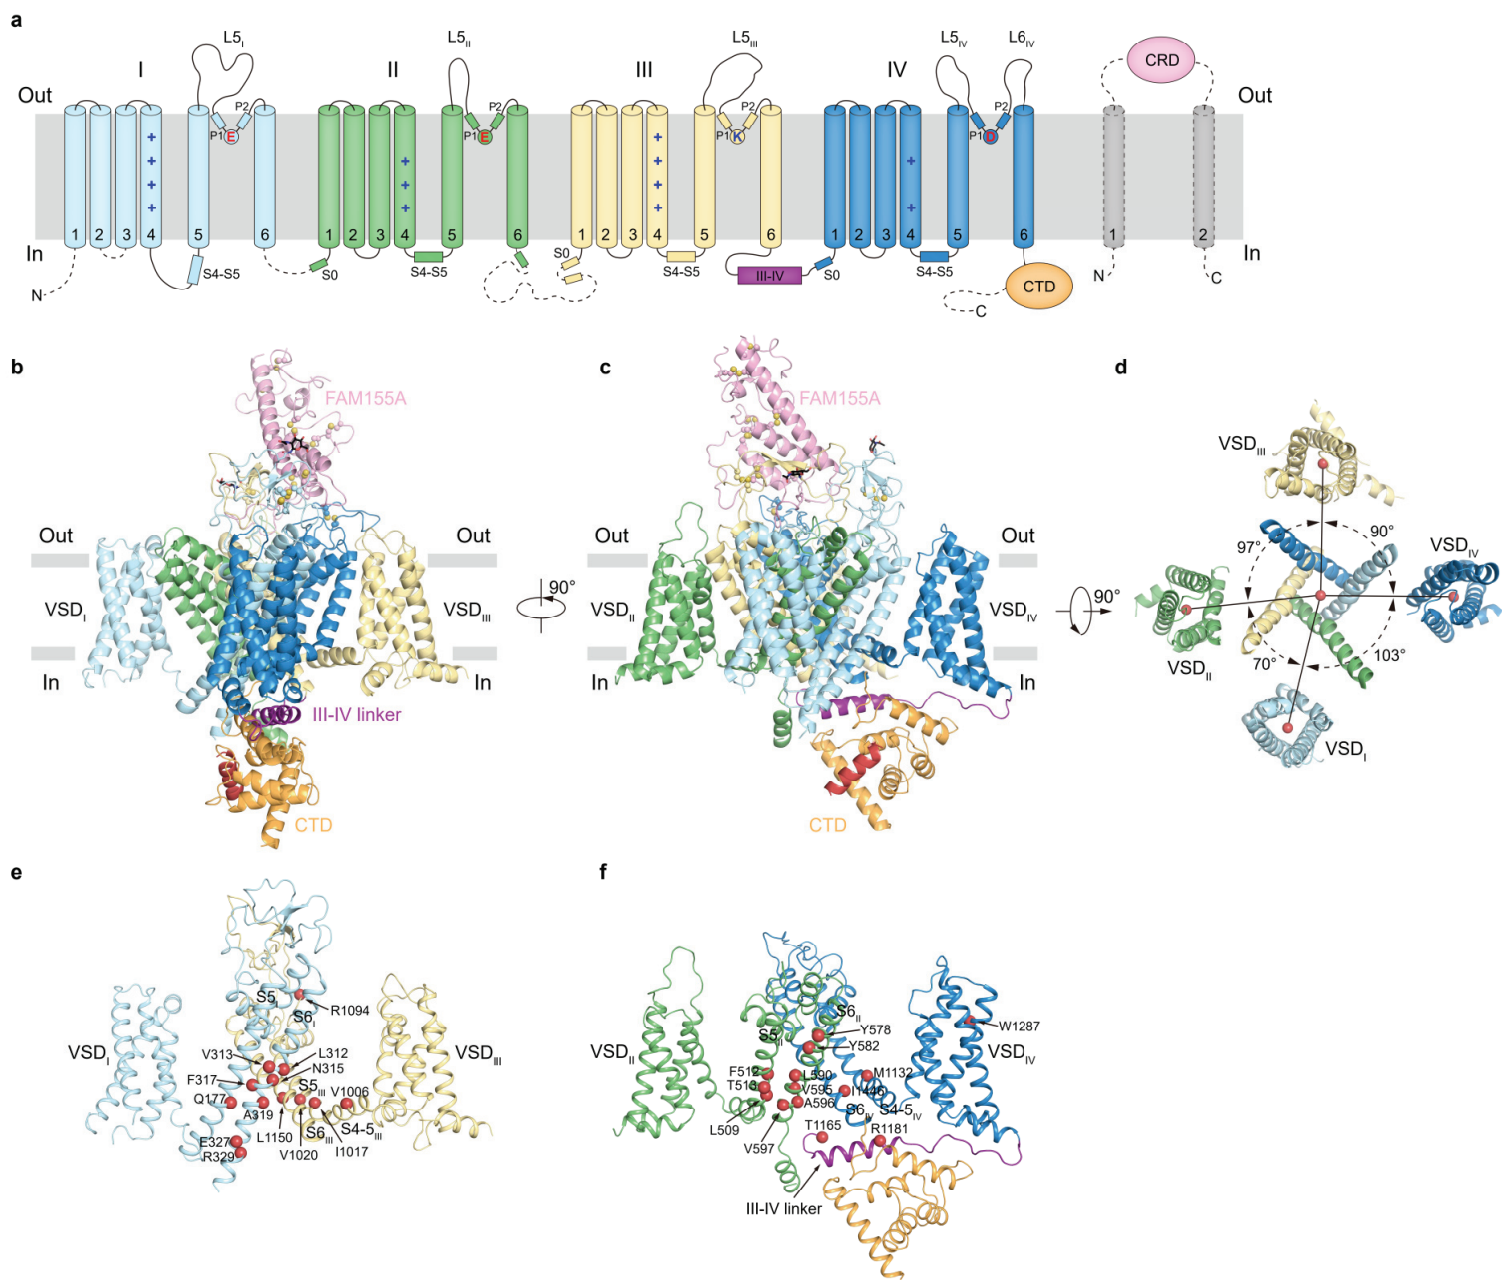 a
L5I
L5II
L5III
L5IV
L6IV
CRD
I
II
III
IV
Out
Out
P2
P2
P2
P2
P1
E
P1
E
P1
K
P1
D
+
+
+
+
+
+
+
+
+
+
+
+
+
1 2 3 4 5 6
1 2 3 4 5 6
1 2 3 4 5 6
1 2 3 4 5 6
1 2
In
In
S4-S5
S0
S4-S5
S0
S4-S5
III-IV
S0
S4-S5
CTD
N
C
N
C
b
FAM155A
Out
Out
VSDI
VSDIII
In
In
III-IV linker
CTD
90°
c
FAM155A
Out
Out
VSDII
VSDIV
In
In
CTD
90°
d
VSDIII
90°
97°
VSDIV
VSDII
70°
103°
VSDI
e
S5I
S6I
R1094
VSDI
VSDIII
V313
L312
N315
F317
S5III
V1006
Q177
A319
S6III
S4-5III
L1150
I1017
V1020
E327
R329
f
S6II
S5II
Y578
Y582
W1287
VSDII
VSDIV
F512
L590
M1132
T513
V595
I1446
A596
S6IV
S4-5IV
L509
T1165
R1181
V597
III-IV linker